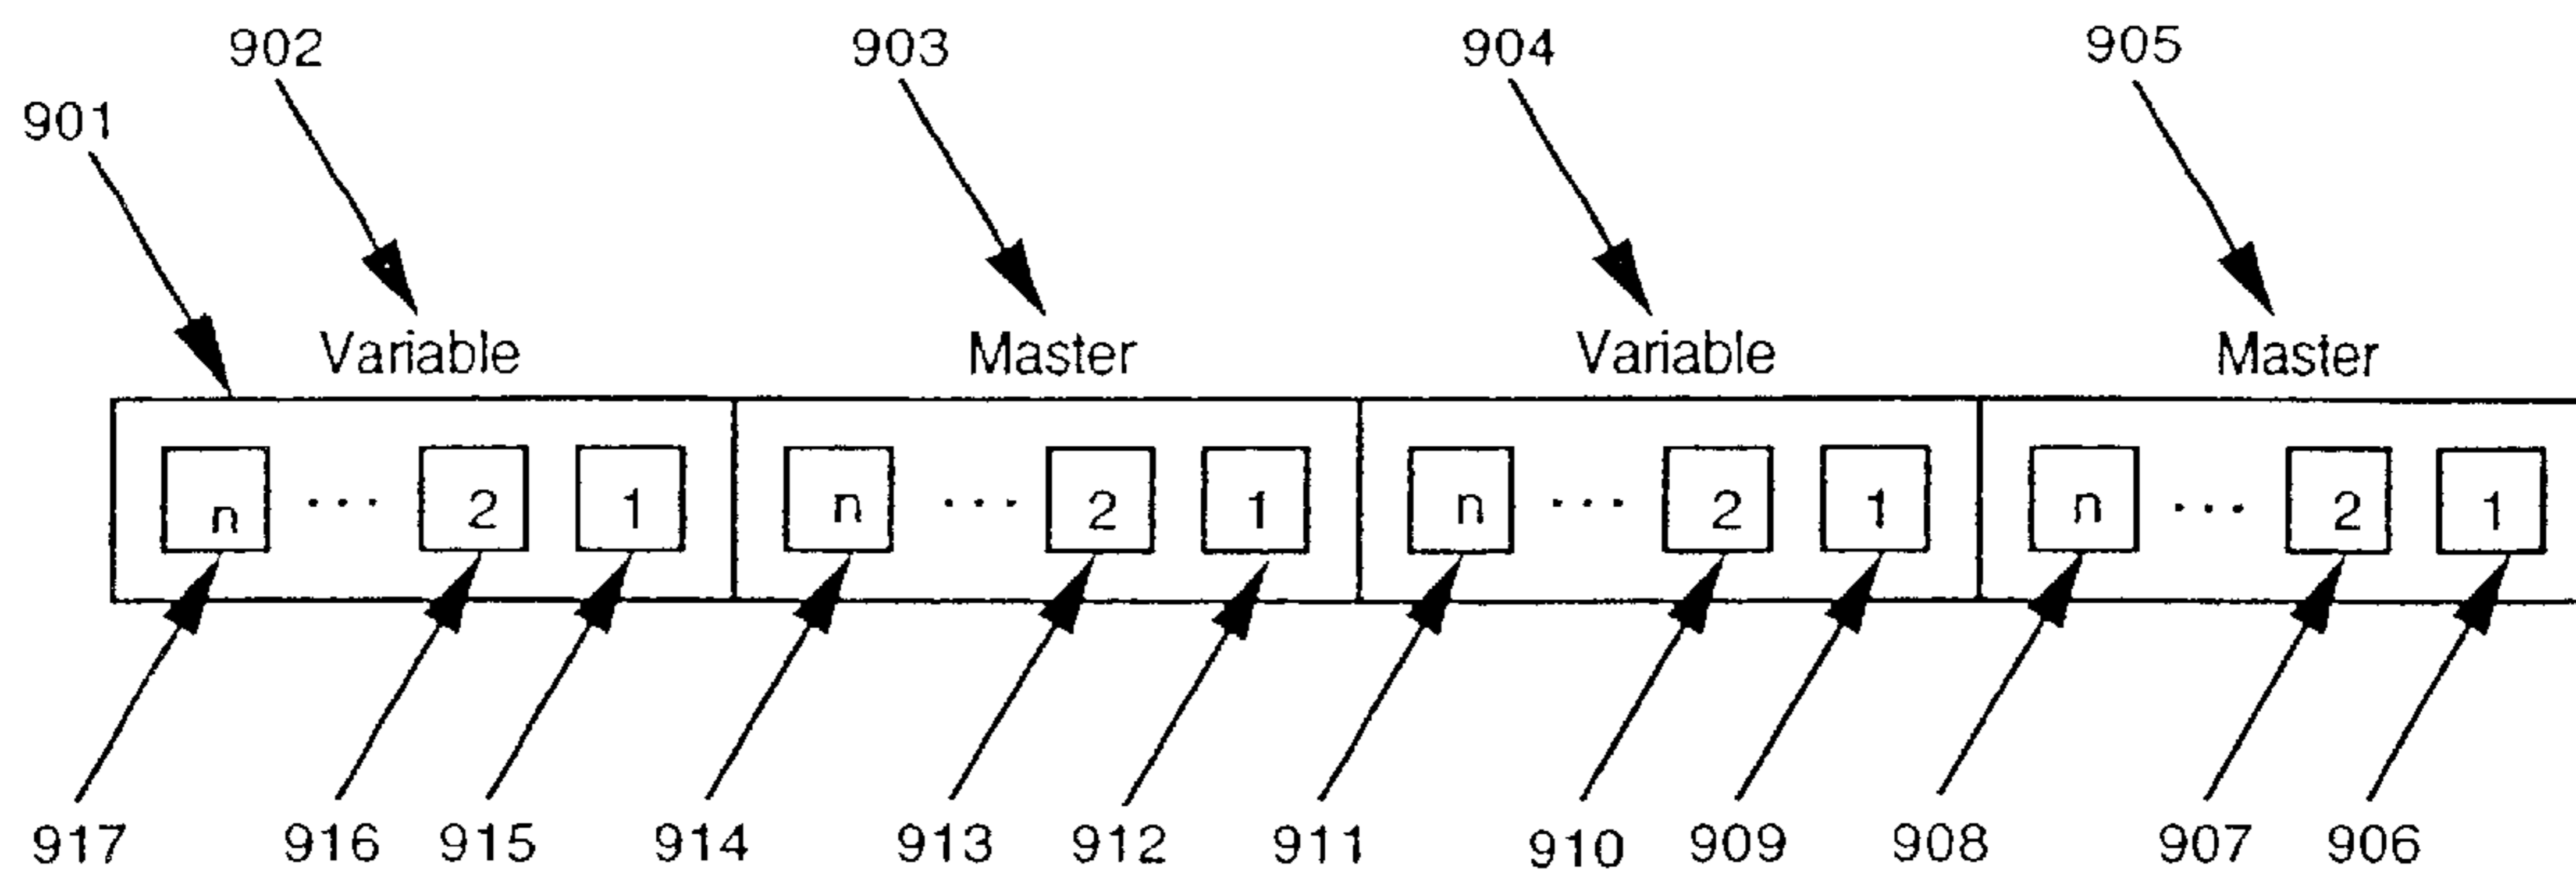 902 903 904 905
901
Variable Master Variable Master
n ... 2 1 n ... 2 1 n ... 2 1 n ... 2 1
917 916 915 914 913 912 911 910 909 908 907 906